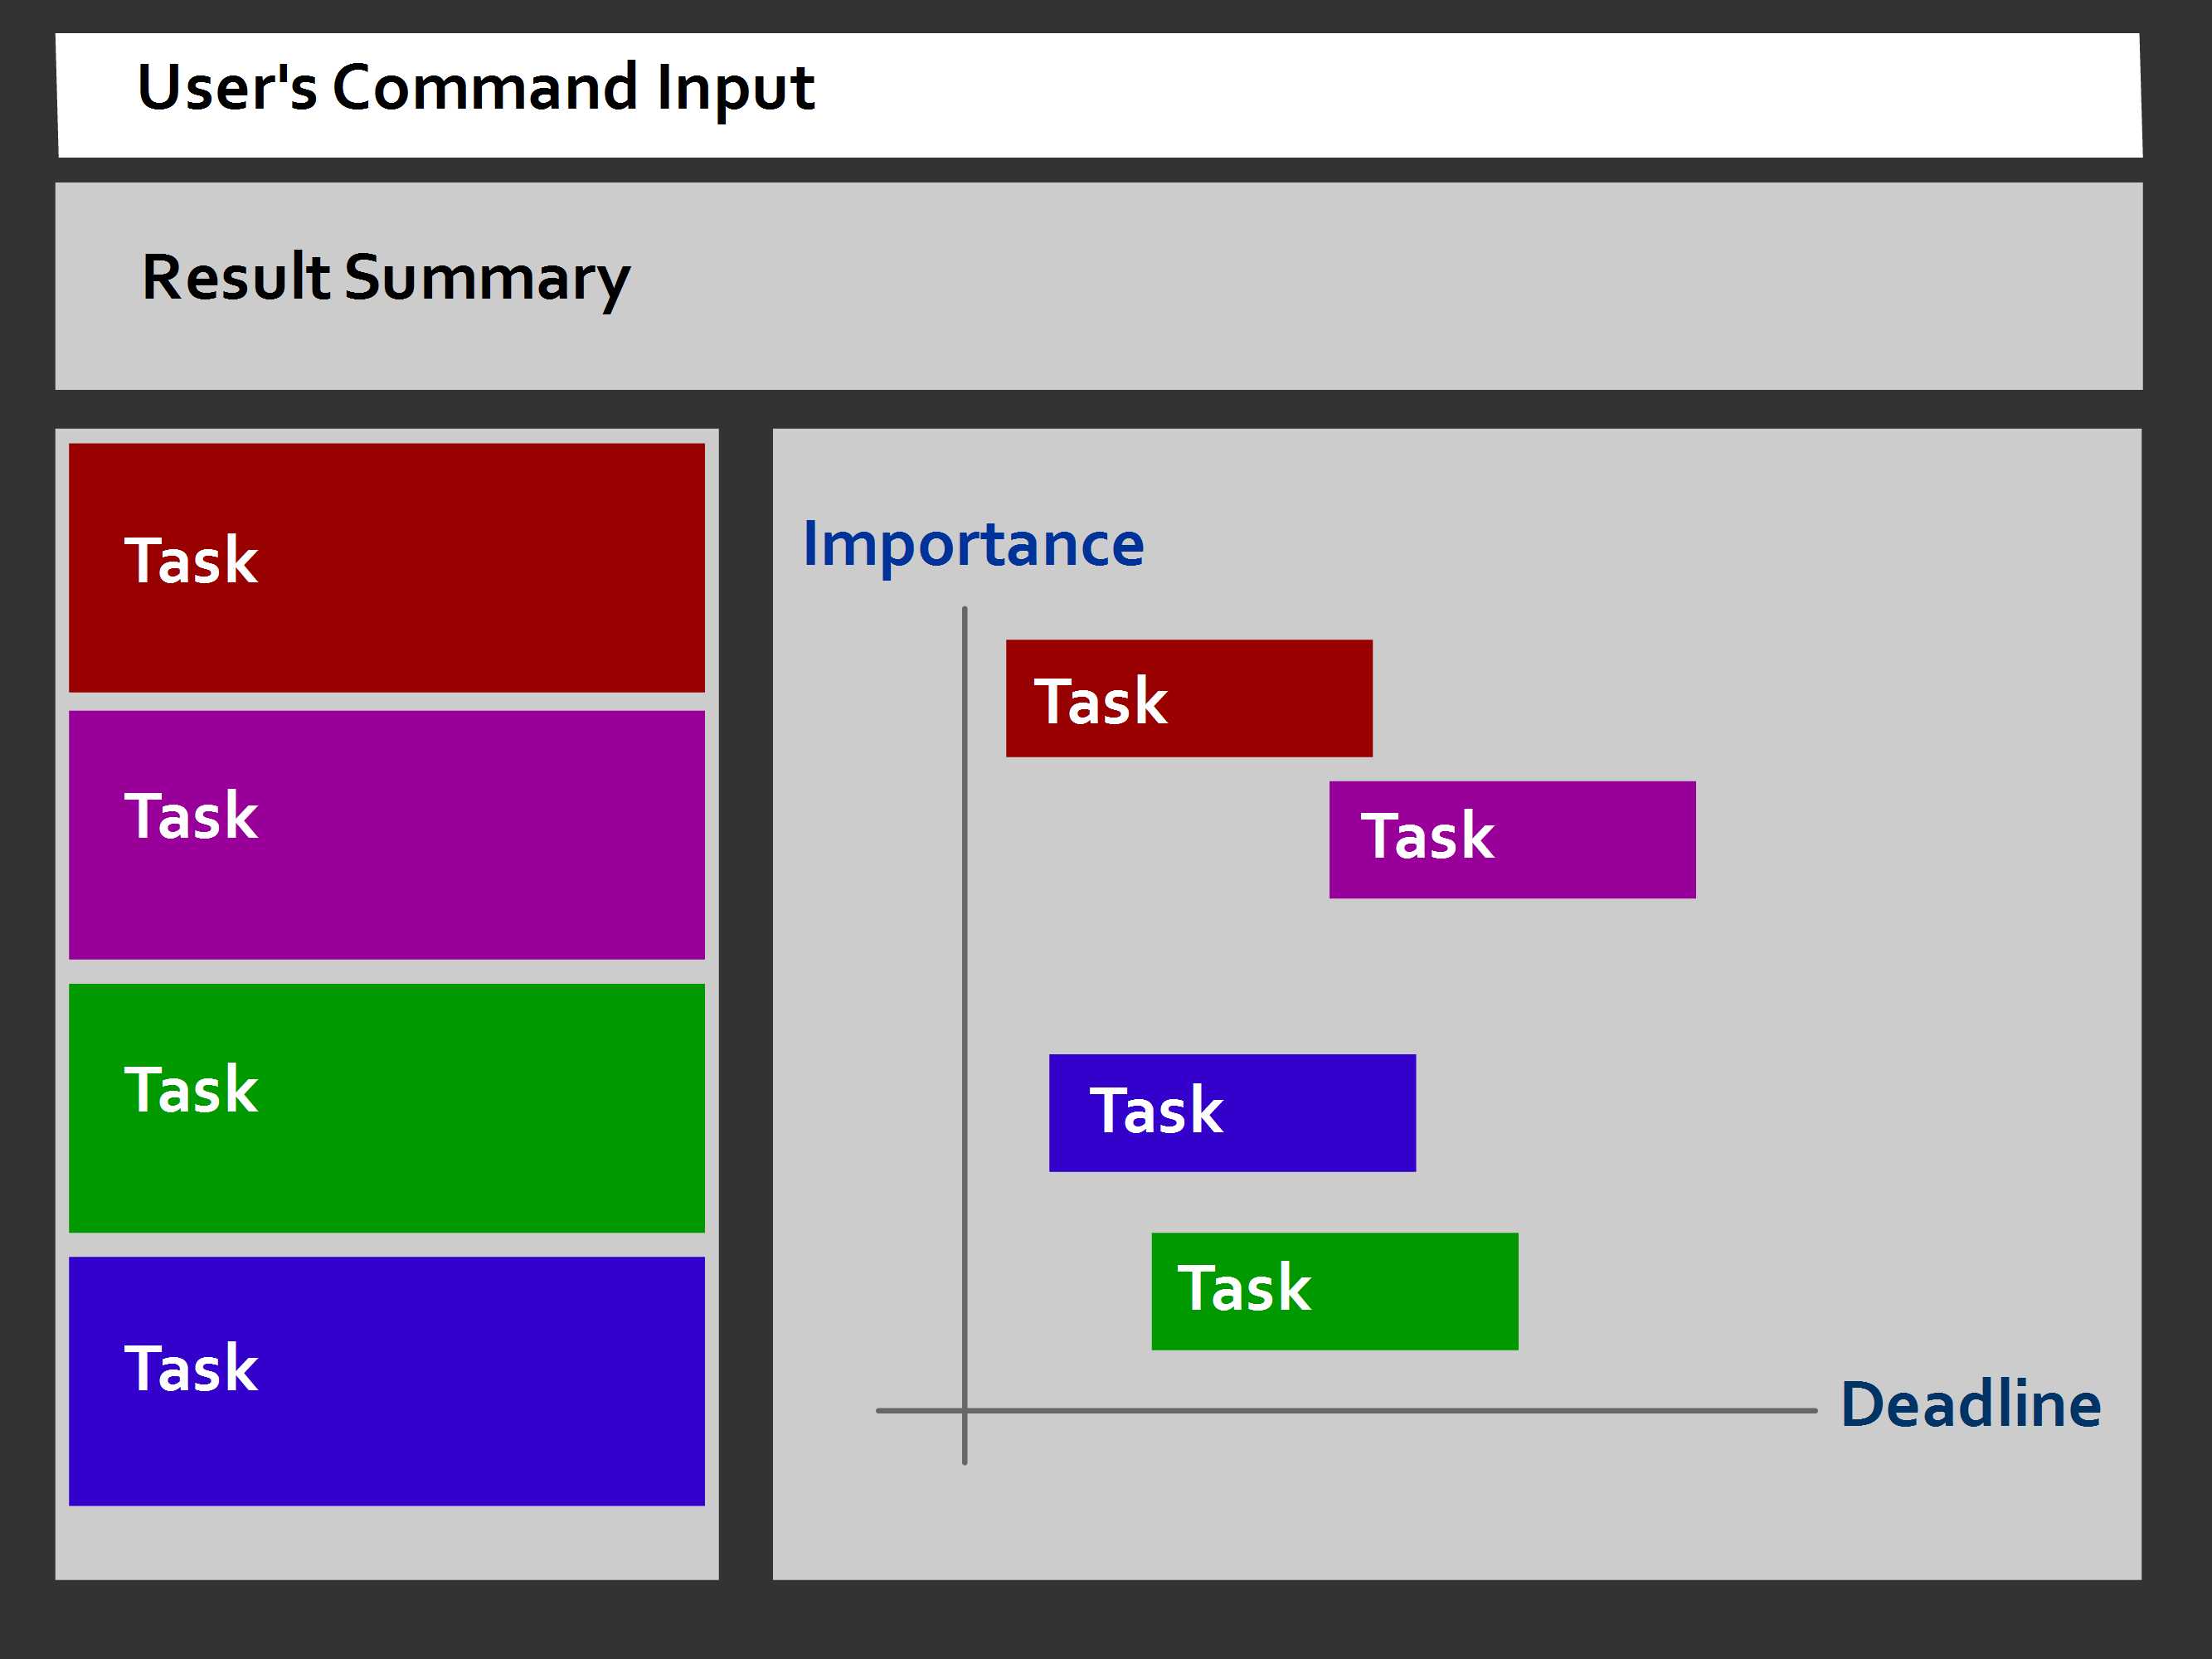 User's Command Input
Result Summary
Task
Task
Task
Task
Importance
Task
Task
Task
Task
Deadline